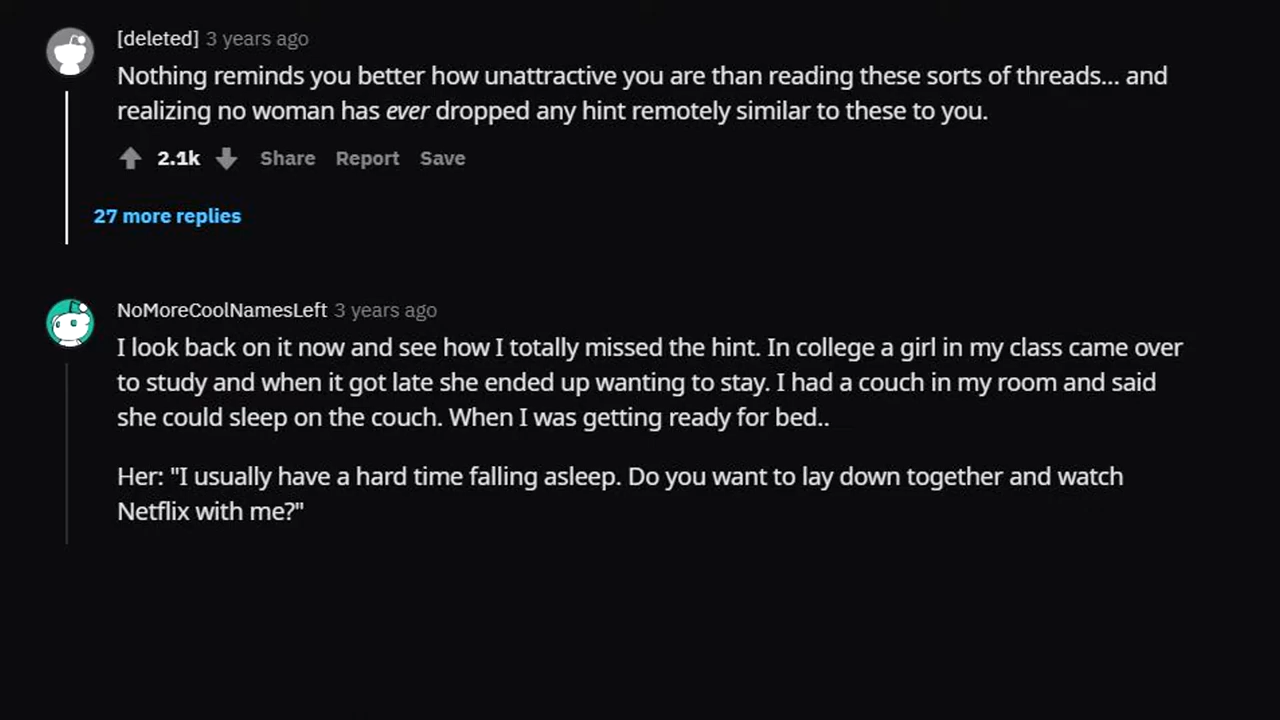 [deleted] 3 years ago
Nothing reminds you better how unattractive you are than reading these sorts of threads... and
realizing no woman has ever dropped any hint remotely similar to these to you.
2.1k Share Report Save
27 more replies
NoMoreCoolNamesLeft 3 years ago
I look back on it now and see how I totally missed the hint. In college a girl in my class came over
to study and when it got late she ended up wanting to stay. I had a couch in my room and said
she could sleep on the couch. When I was getting ready for bed..
Her: "I usually have a hard time falling asleep. Do you want to lay down together and watch
Netflix with me?"